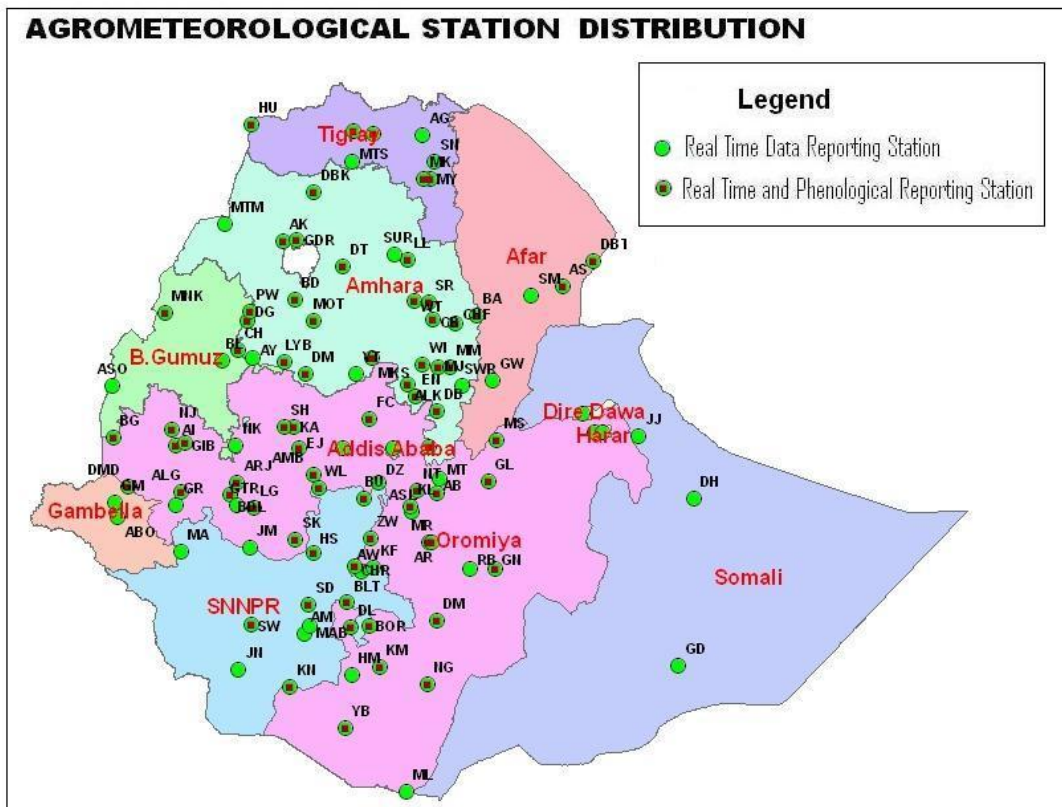 AGROMETEOROLOGICAL STATION DISTRIBUTION
Legend
Real Time Data Reporting Station
Real Time and Phenological Reporting Station
HU
AG
Tigray
SN
MTS
MK
MY
DBK
MTM
AK
GDR
SUR
LL
DT
Afar
DBT
AS
SM
BD
Amhara
SR
BA
MNK
PW
DG
MOT
WT
CH
LYB
AY
DM
WI
MM
B.Gumuz
MKS
EN
SWR
GW
ASO
ALK
DB
FC
Dire Dawa
BG
NJ
SH
MS
Harar
JJ
AI
KA
GIB
NK
EJ
Addis Ababa
AMB
GL
DMD
ALG
ARJ
WL
DZ
MT
DH
GM
GR
GTR
LG
BU
AB
Gambella
ABO
JM
SK
ZW
MR
MA
HS
KF
AR
Oromiya
AW
RB
GN
Somali
SD
BLT
SNNPR
AM
DL
DM
SW
MAB
BOR
JN
HM
KM
GD
KN
NG
YB
ML